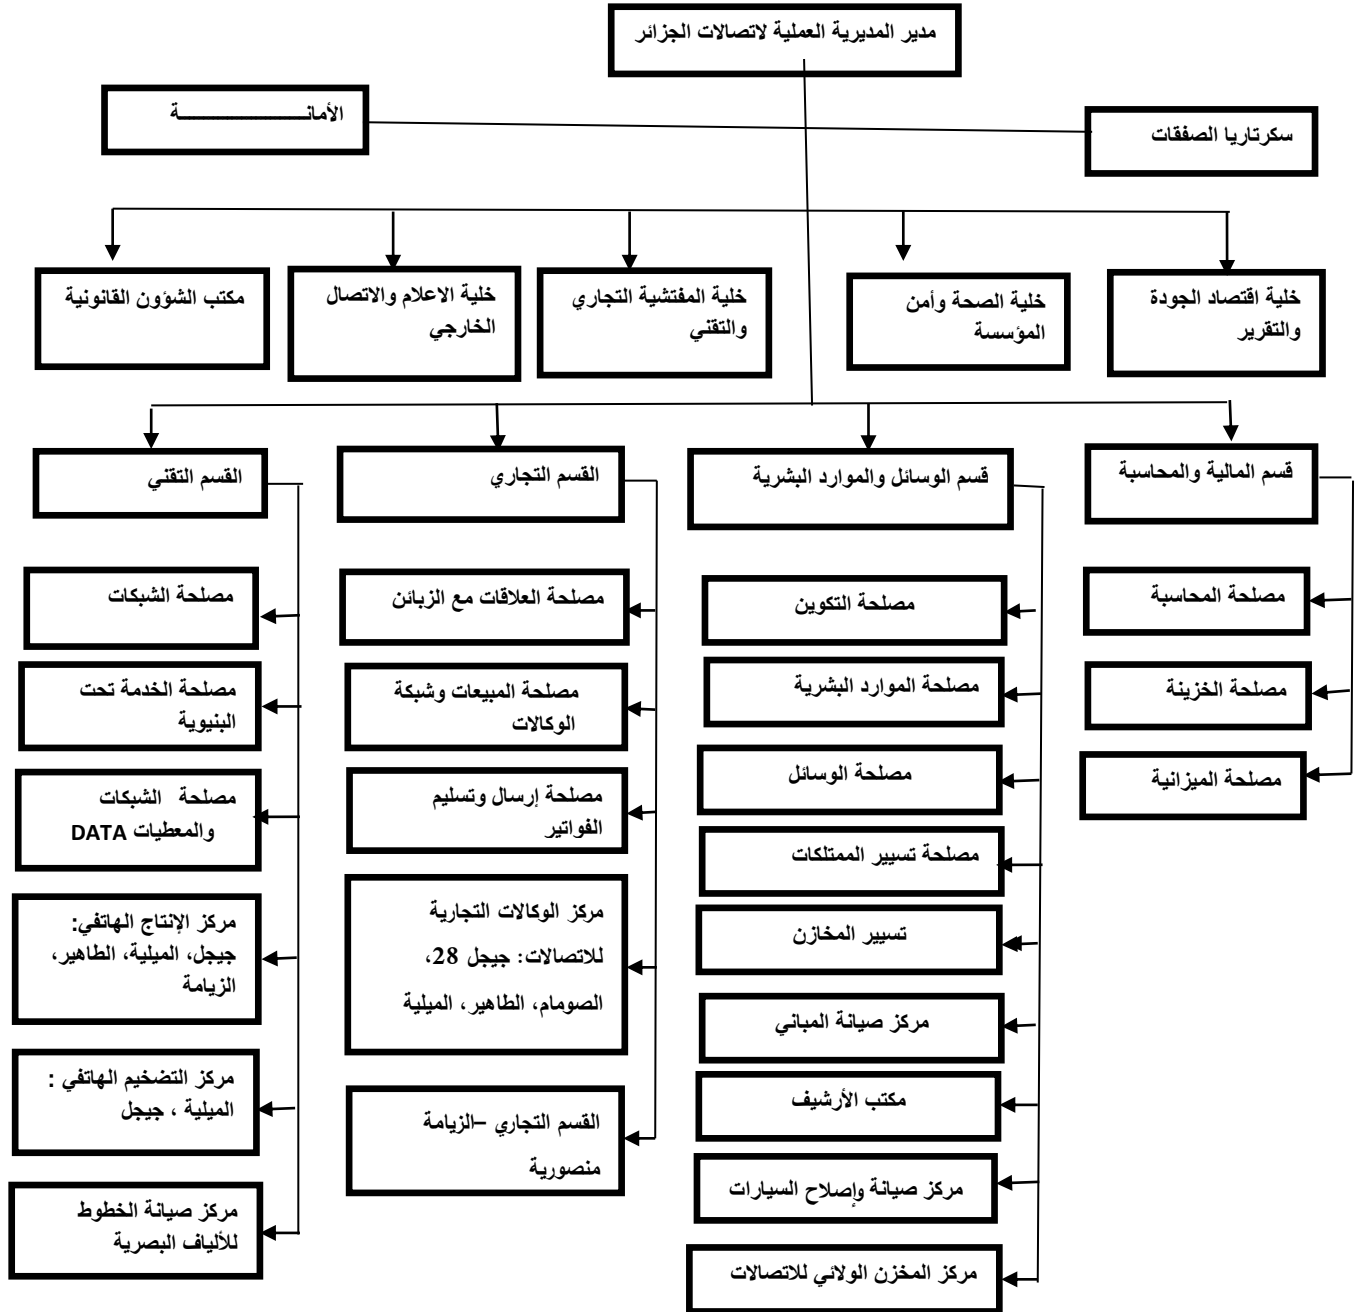 مدير المديرية العملية لاتصالات الجزائر
سكرتاريا الصفقات
الأمانـــــــــــــــــــــــة
خلية اقتصاد الجودة
والتقرير
خلية الصحة وأمن
المؤسسة
خلية المفتشية التجاري
والتقني
خلية الاعلام والاتصال
الخارجي
مكتب الشؤون القانونية
قسم المالية والمحاسبة
مصلحة المحاسبة
مصلحة الخزينة
مصلحة الميزانية
قسم الوسائل والموارد البشرية
مصلحة التكوين
مصلحة الموارد البشرية
مصلحة الوسائل
مصلحة تسيير الممتلكات
تسيير المخازن
مركز صيانة المباني
مكتب الأرشيف
مركز صيانة وإصلاح السيارات
مركز المخزن الولائي للاتصالات
القسم التجاري
مصلحة العلاقات مع الزبائن
مصلحة المبيعات وشبكة
الوكالات
مصلحة إرسال وتسليم
الفواتير
مركز الوكالات التجارية
للاتصالات: جيجل 28،
الصومام، الطاهير، الميلية
القسم التجاري –الزيامة
منصورية
القسم التقني
مصلحة الشبكات
مصلحة الخدمة تحت
البنيوية
مصلحة الشبكات
والمعطيات DATA
مركز الإنتاج الهاتفي:
جيجل، الميلية، الطاهير،
الزيامة
مركز التضخيم الهاتفي :
الميلية ، جيجل
مركز صيانة الخطوط
للألياف البصرية